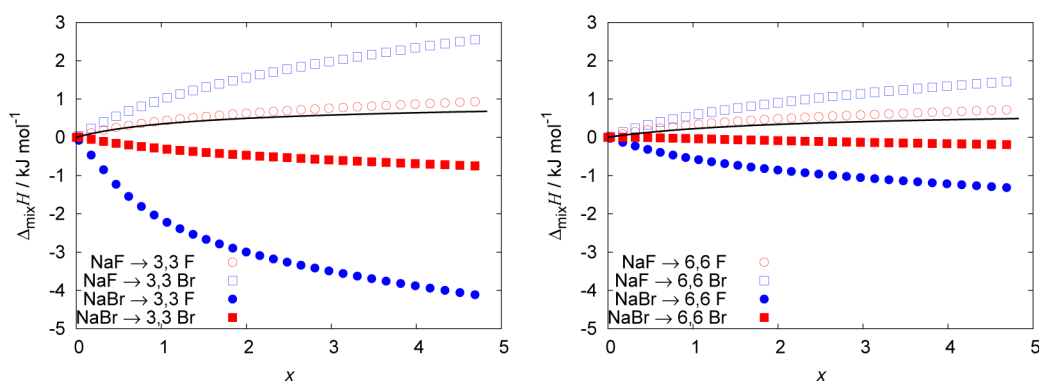 3
2
1
0
-1
-2
-3
-4
-5
Δmix H / kJ mol⁻¹
NaF → 3,3 F
NaF → 3,3 Br
NaBr → 3,3 F
NaBr → 3,3 Br
0 1 2 3 4 5
x
3
2
1
0
-1
-2
-3
-4
-5
Δmix H / kJ mol⁻¹
NaF → 6,6 F
NaF → 6,6 Br
NaBr → 6,6 F
NaBr → 6,6 Br
0 1 2 3 4 5
x